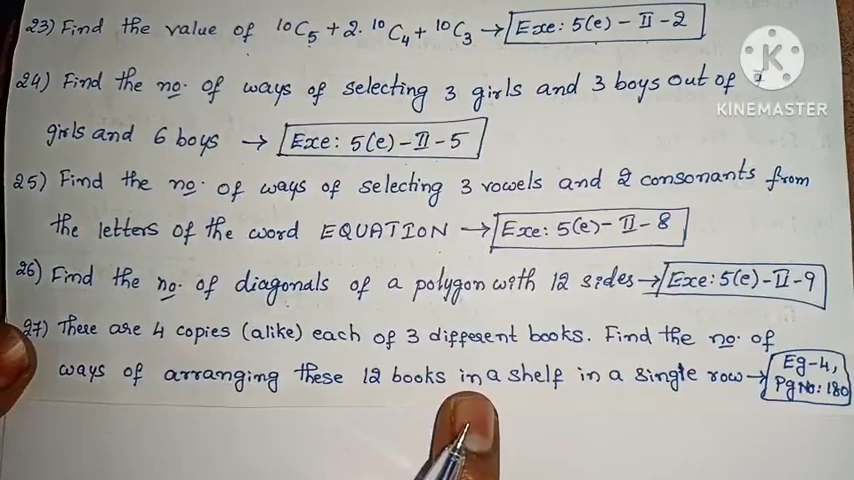 23) Find the value of ¹⁰C₅ + 2. ¹⁰C₄ + ¹⁰C₃ → Exe: 5(e) - II - 2
24) Find the no. of ways of selecting 3 girls and 3 boys out of
girls and 6 boys → Exe: 5(e) - II - 5
25) Find the no. of ways of selecting 3 vowels and 2 consonants from
the letters of the word EQUATION → Exe: 5(e) - II - 8
26) Find the no. of diagonals of a polygon with 12 sides → Exe: 5(e) - II - 9
27) There are 4 copies (alike) each of 3 different books. Find the no. of
ways of arranging these 12 books in a shelf in a single row → Eg-4,
Pg No: 180
K
KINEMASTER